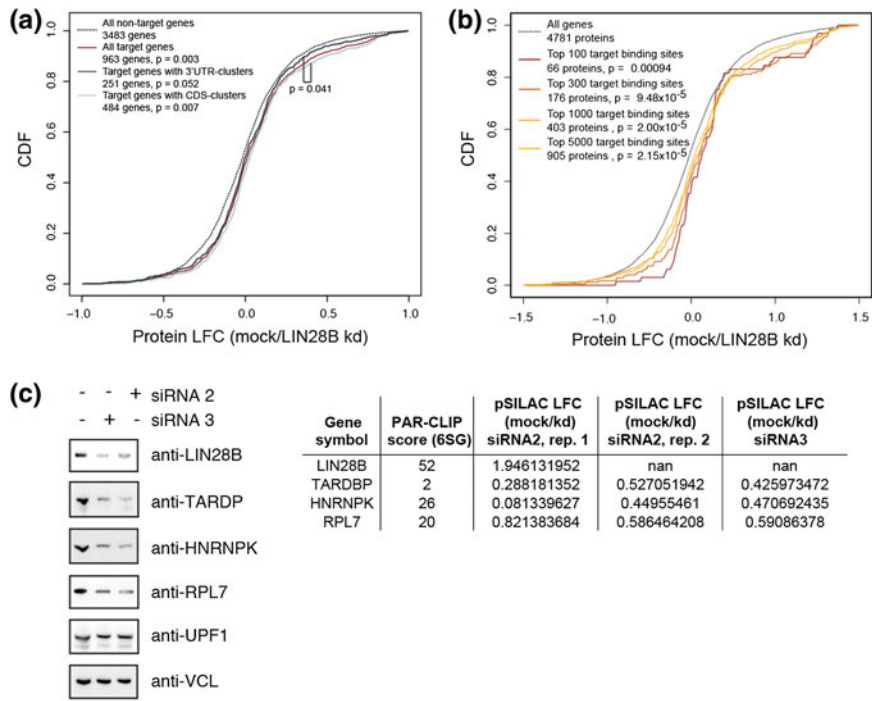 (a)
All non-target genes
3483 genes
All target genes
963 genes, p = 0.003
Target genes with 3'UTR-clusters
251 genes, p = 0.052
Target genes with CDS-clusters
484 genes, p = 0.007
p = 0.041
CDF
0.0
0.2
0.4
0.6
0.8
1.0
−1.0
−0.5
0.0
0.5
1.0
Protein LFC (mock/LIN28B kd)
(b)
All genes
4781 proteins
Top 100 target binding sites
66 proteins, p = 0.00094
Top 300 target binding sites
176 proteins, p = 9.48x10-5
Top 1000 target binding sites
403 proteins , p = 2.00x10-5
Top 5000 target binding sites
905 proteins , p = 2.15x10-5
CDF
0.0
0.2
0.4
0.6
0.8
1.0
−1.5
−1.0
0.0
1.0
1.5
Protein LFC (mock/LIN28B kd)
(c)
- - + siRNA 2
- + - siRNA 3
anti-LIN28B
anti-TARDP
anti-HNRNPK
anti-RPL7
anti-UPF1
anti-VCL
Gene symbol | PAR-CLIP score (6SG) | pSILAC LFC (mock/kd) siRNA2, rep. 1 | pSILAC LFC (mock/kd) siRNA2, rep. 2 | pSILAC LFC (mock/kd) siRNA3
LIN28B 52 1.946131952 nan nan
TARDBP 2 0.288181352 0.527051942 0.425973472
HNRNPK 26 0.081339627 0.44955461 0.470692435
RPL7 20 0.821383684 0.586464208 0.59086378